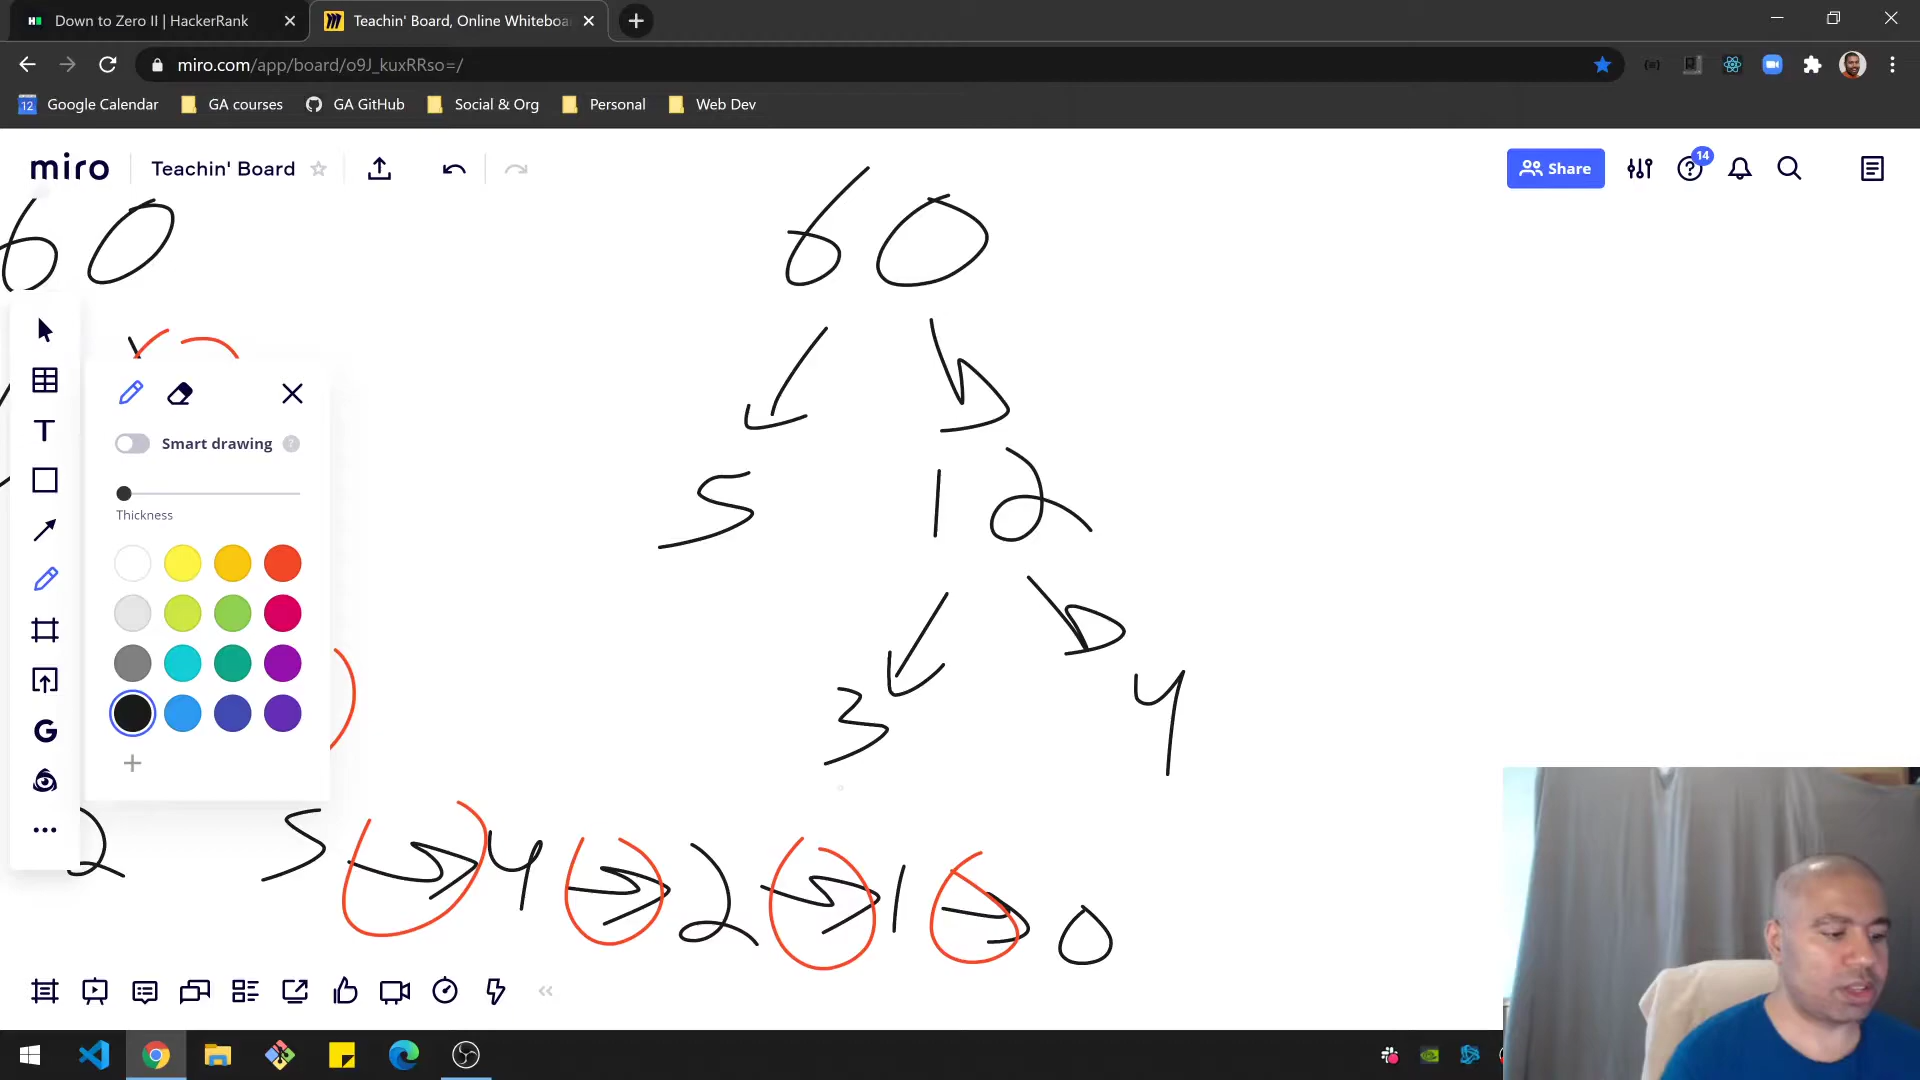 Down to Zero II | HackerRank
Teachin' Board, Online Whiteboa
miro.com/app/board/o9J_kuxRRso=/
12 Google Calendar GA courses GA GitHub Social & Org Personal Web Dev
miro Teachin' Board Share 14
60 60
Smart drawing ?
Thickness
5 12
3 4
T
G
2 5 4 2 1 0